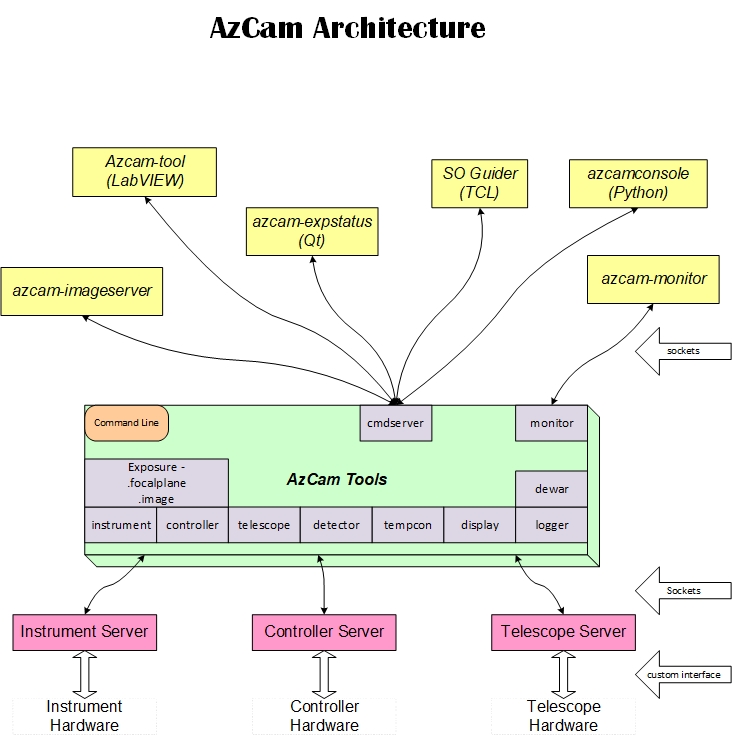 AzCam Architecture
Azcam-tool
(LabVIEW)
SO Guider
(TCL)
azcamconsole
(Python)
azcam-expstatus
(Qt)
azcam-imageserver
azcam-monitor
sockets
Command Line
cmdserver
monitor
Exposure -
.focalplane
.image
AzCam Tools
dewar
instrument
controller
telescope
detector
tempcon
display
logger
Sockets
Instrument Server
Controller Server
Telescope Server
custom interface
Instrument
Hardware
Controller
Hardware
Telescope
Hardware